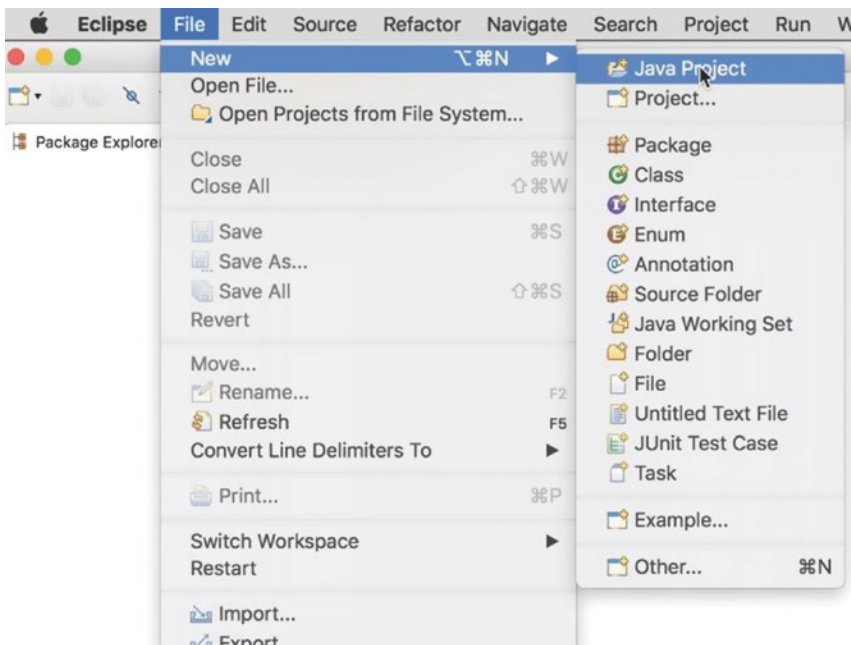 Eclipse File Edit Source Refactor Navigate Search Project Run
Package Explorer
New ⌥⌘N ▶
Open File...
Open Projects from File System...
Close ⌘W
Close All ⇧⌘W
Save ⌘S
Save As...
Save All ⇧⌘S
Revert
Move...
Rename... F2
Refresh F5
Convert Line Delimiters To ▶
Print... ⌘P
Switch Workspace ▶
Restart
Import...
Export
Java Project
Project...
Package
Class
Interface
Enum
Annotation
Source Folder
Java Working Set
Folder
File
Untitled Text File
JUnit Test Case
Task
Example...
Other... ⌘N